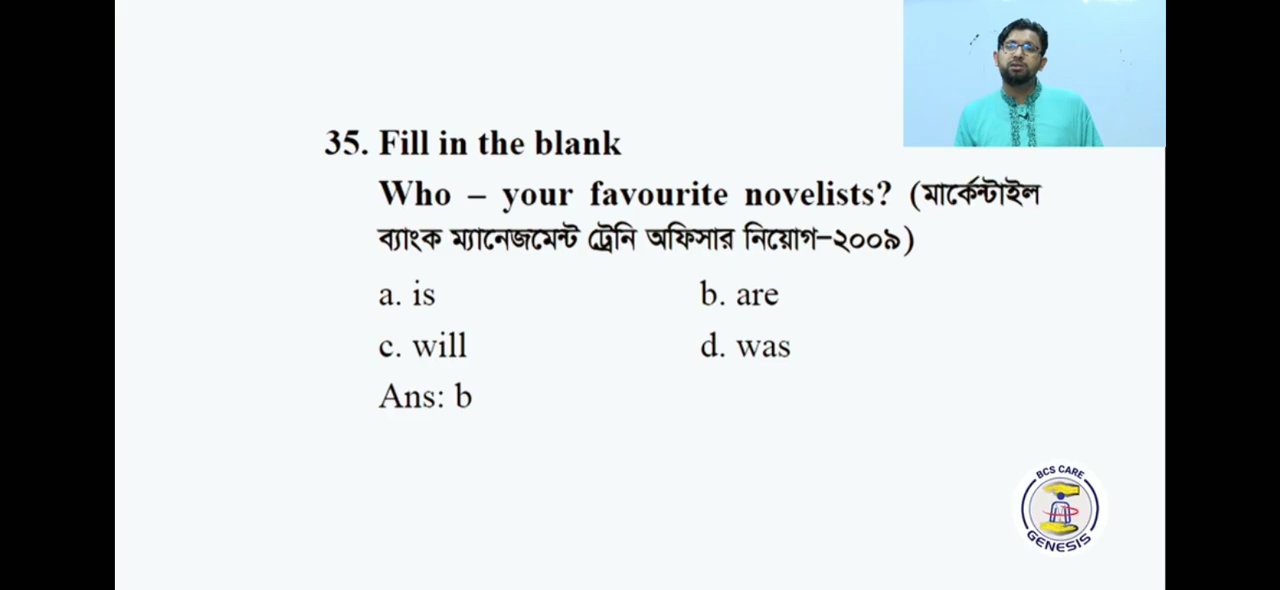 35. Fill in the blank
Who – your favourite novelists? (মার্কেন্টাইল
ব্যাংক ম্যানেজমেন্ট ট্রেনি অফিসার নিয়োগ–২০০৯)
a. is b. are
c. will d. was
Ans: b
BCS CARE
GENESIS